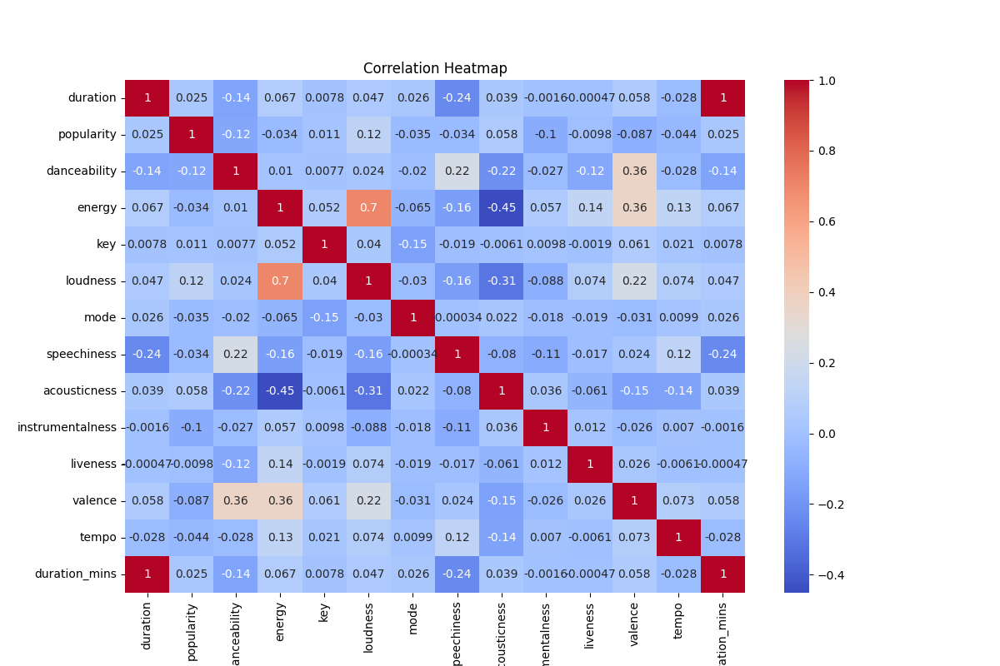 Correlation Heatmap
duration 1 0.025 -0.14 0.067 0.0078 0.047 0.026 -0.24 0.039 -0.0016 -0.00047 0.058 -0.028 1
popularity 0.025 1 -0.12 -0.034 0.011 0.12 -0.035 -0.034 0.058 -0.1 -0.0098 -0.087 -0.044 0.025
danceability -0.14 -0.12 1 0.01 0.0077 0.024 -0.02 0.22 -0.22 -0.027 -0.12 0.36 -0.028 -0.14
energy 0.067 -0.034 0.01 1 0.052 0.7 -0.065 -0.16 -0.45 0.057 0.14 0.36 0.13 0.067
key 0.0078 0.011 0.0077 0.052 1 0.04 -0.15 -0.019 -0.0061 0.0098 -0.0019 0.061 0.021 0.0078
loudness 0.047 0.12 0.024 0.7 0.04 1 -0.03 -0.16 -0.31 -0.088 0.074 0.22 0.074 0.047
mode 0.026 -0.035 -0.02 -0.065 -0.15 -0.03 1 0.00034 0.022 -0.018 -0.019 -0.031 0.0099 0.026
speechiness -0.24 -0.034 0.22 -0.16 -0.019 -0.16 -0.00034 1 -0.08 -0.11 -0.017 0.024 0.12 -0.24
acousticness 0.039 0.058 -0.22 -0.45 -0.0061 -0.31 0.022 -0.08 1 0.036 -0.061 -0.15 -0.14 0.039
instrumentalness -0.0016 -0.1 -0.027 0.057 0.0098 -0.088 -0.018 -0.11 0.036 1 0.012 -0.026 0.007 -0.0016
liveness -0.00047 -0.0098 -0.12 0.14 -0.0019 0.074 -0.019 -0.017 -0.061 0.012 1 0.026 -0.0061 -0.00047
valence 0.058 -0.087 0.36 0.36 0.061 0.22 -0.031 0.024 -0.15 -0.026 0.026 1 0.073 0.058
tempo -0.028 -0.044 -0.028 0.13 0.021 0.074 0.0099 0.12 -0.14 0.007 -0.0061 0.073 1 -0.028
duration_mins 1 0.025 -0.14 0.067 0.0078 0.047 0.026 -0.24 0.039 -0.0016 -0.00047 0.058 -0.028 1
duration
popularity
anceability
energy
key
loudness
mode
peechiness
cousticness
mentalness
liveness
valence
tempo
ation_mins
1.0
0.8
0.6
0.4
0.2
0.0
−0.2
−0.4